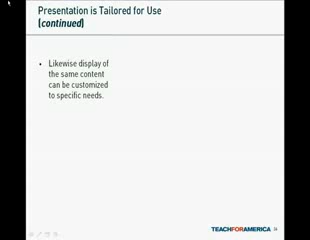 Presentation is Tailored for Use
(continued)
• Likewise display of
the same content
can be customized
to specific needs.
TEACHFORAMERICA